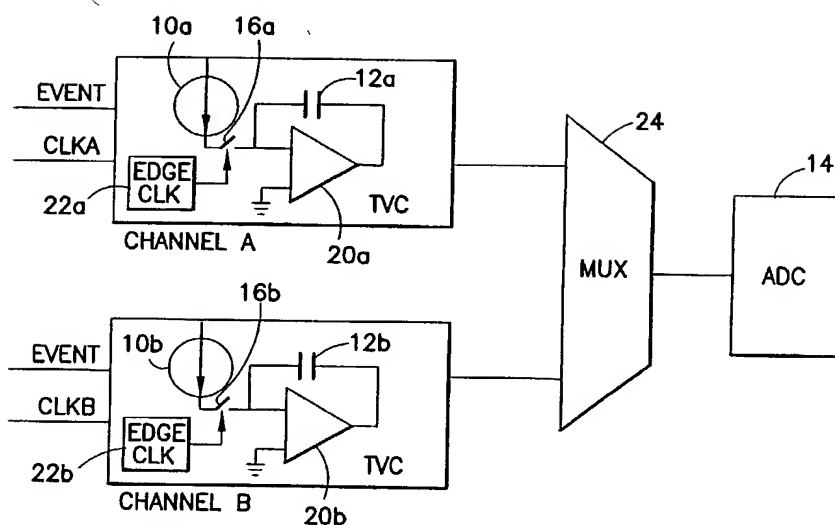 10a
16a
12a
EVENT
CLKA
EDGE
CLK
22a
TVC
CHANNEL A
20a
24
14
MUX
ADC
16b
10b
12b
EVENT
CLKB
EDGE
CLK
22b
TVC
CHANNEL B
20b